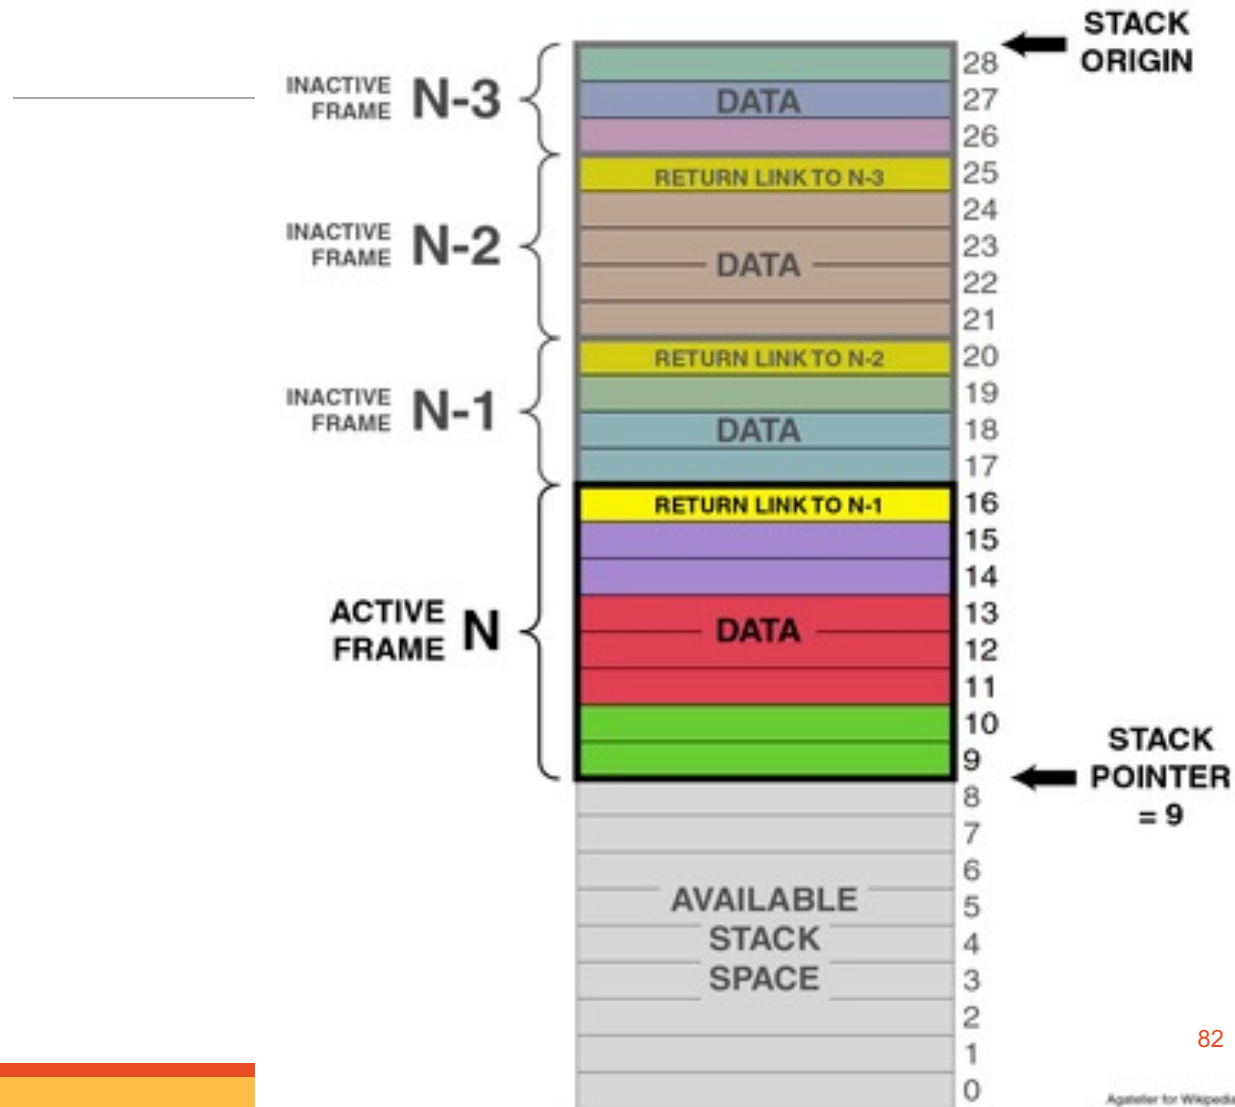 STACK
ORIGIN
28
INACTIVE
FRAME
N-3
DATA
27
26
RETURN LINK TO N-3
25
24
INACTIVE
FRAME
N-2
23
DATA
22
21
RETURN LINK TO N-2
20
19
INACTIVE
FRAME
N-1
DATA
18
17
RETURN LINK TO N-1
16
15
14
ACTIVE
FRAME
N
13
DATA
12
11
10
9
STACK
POINTER
= 9
8
7
6
AVAILABLE
STACK
SPACE
5
4
3
2
1
0
82
Agateller for Wikipedia